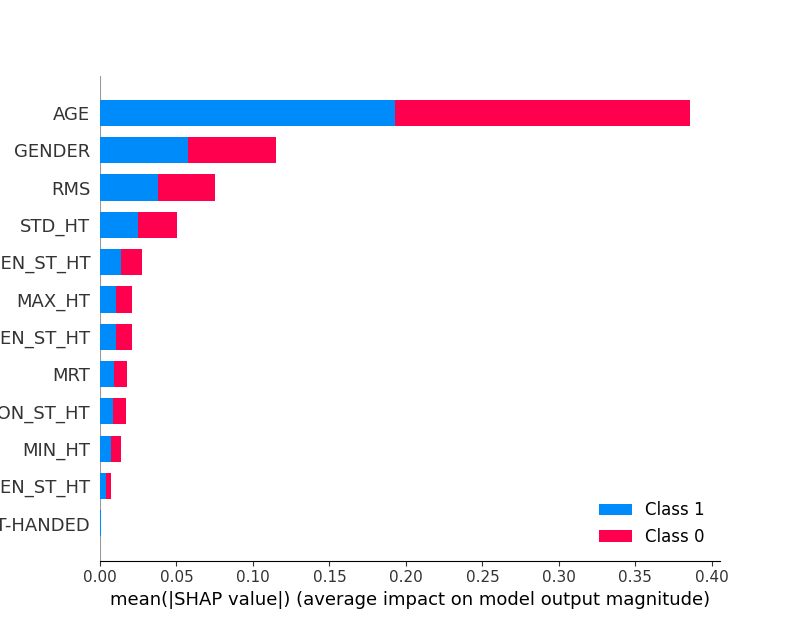 AGE
GENDER
RMS
STD_HT
EN_ST_HT
MAX_HT
EN_ST_HT
MRT
ON_ST_HT
MIN_HT
EN_ST_HT
T-HANDED
Class 1
Class 0
0.00 0.05 0.10 0.15 0.20 0.25 0.30 0.35 0.40
mean(|SHAP value|) (average impact on model output magnitude)